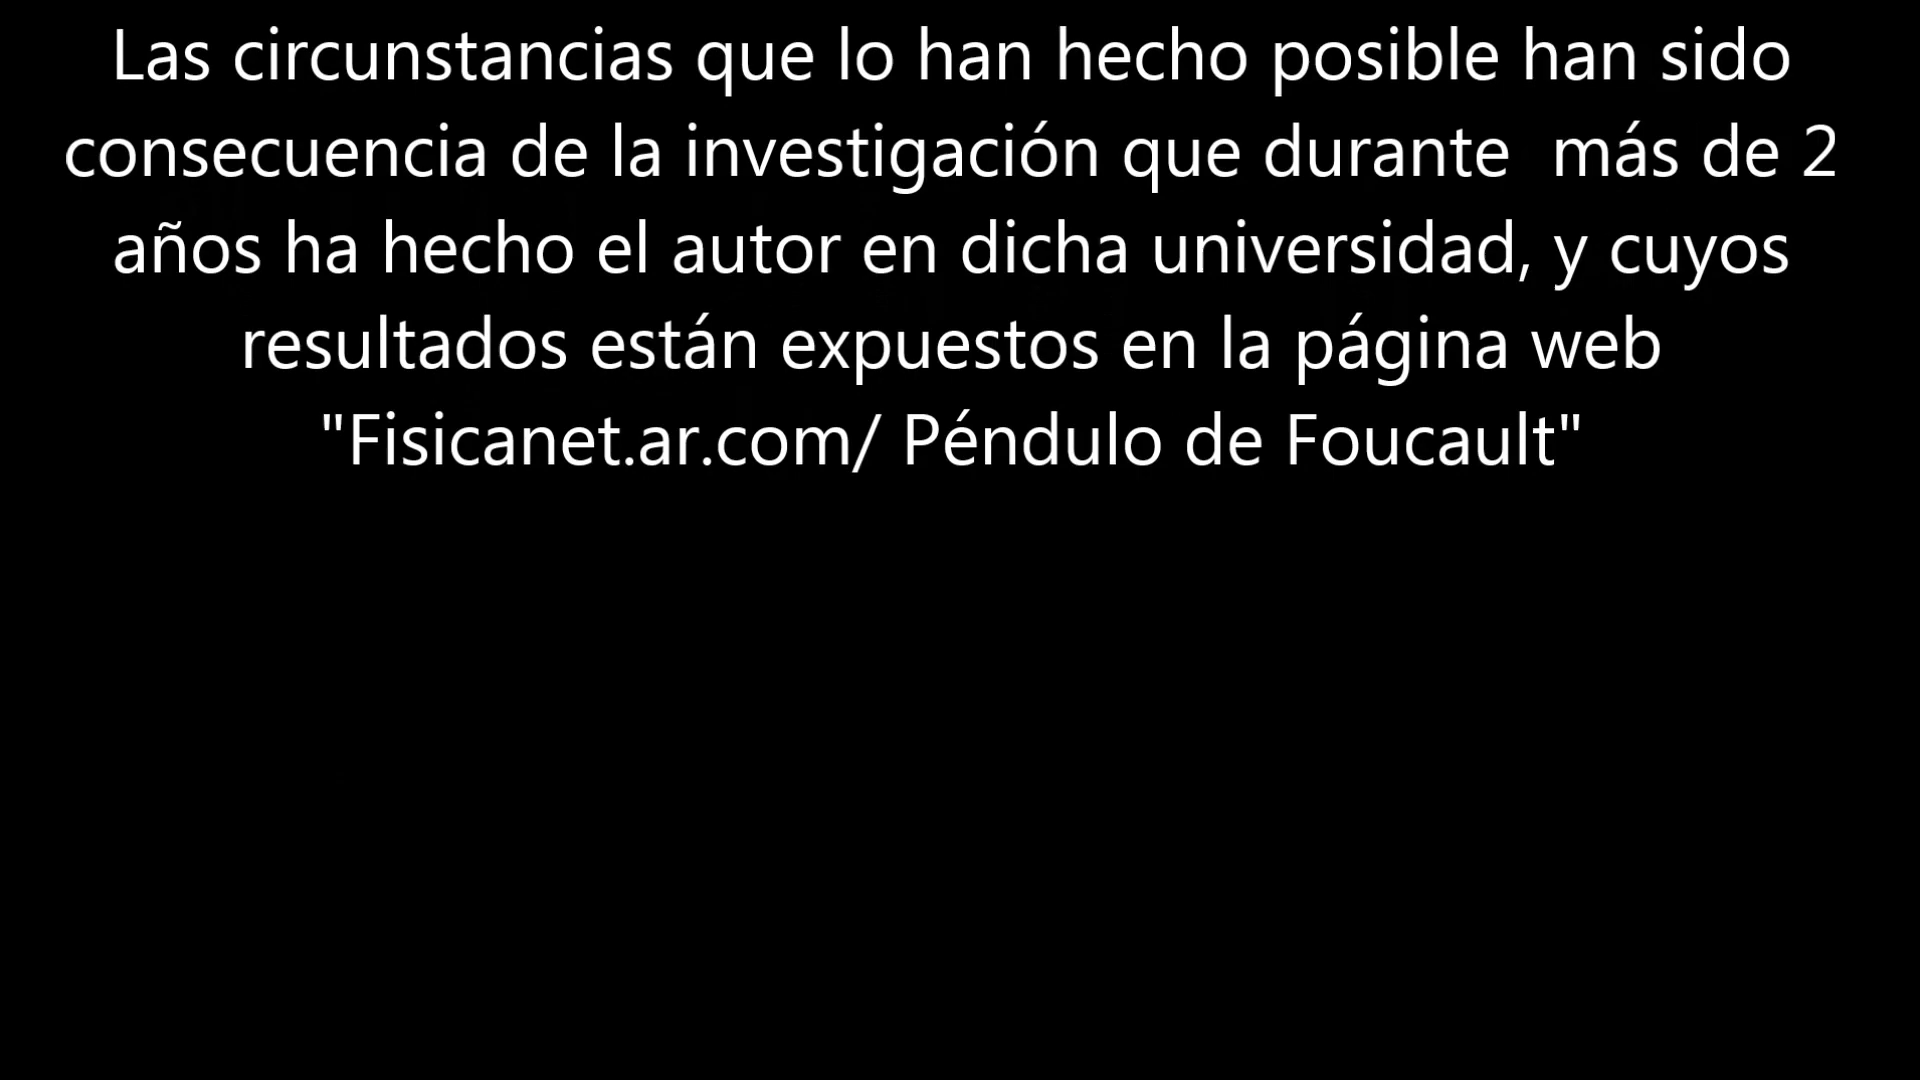 Las circunstancias que lo han hecho posible han sido
consecuencia de la investigación que durante  más de 2
años ha hecho el autor en dicha universidad, y cuyos
resultados están expuestos en la página web
"Fisicanet.ar.com/ Péndulo de Foucault"